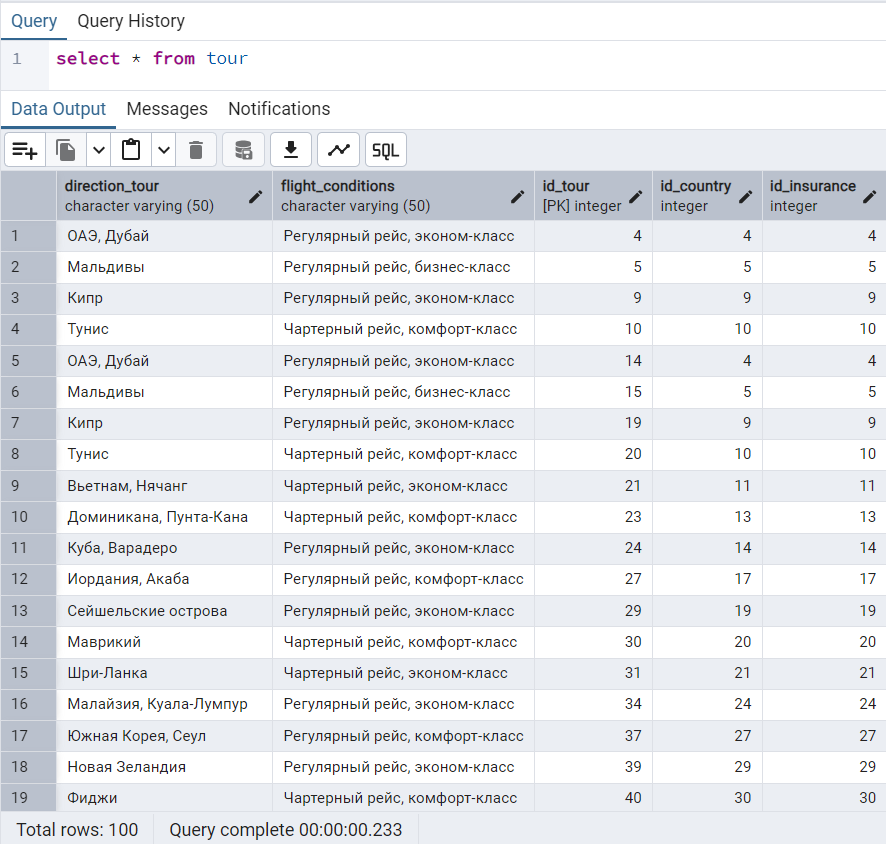 Query Query History
1 select * from tour
Data Output Messages Notifications
SQL
direction_tour flight_conditions id_tour id_country id_insurance
character varying (50) character varying (50) [PK] integer integer integer
1 ОАЭ, Дубай Регулярный рейс, эконом-класс 4 4 4
2 Мальдивы Регулярный рейс, бизнес-класс 5 5 5
3 Кипр Регулярный рейс, эконом-класс 9 9 9
4 Тунис Чартерный рейс, комфорт-класс 10 10 10
5 ОАЭ, Дубай Регулярный рейс, эконом-класс 14 4 4
6 Мальдивы Регулярный рейс, бизнес-класс 15 5 5
7 Кипр Регулярный рейс, эконом-класс 19 9 9
8 Тунис Чартерный рейс, комфорт-класс 20 10 10
9 Вьетнам, Нячанг Чартерный рейс, эконом-класс 21 11 11
10 Доминикана, Пунта-Кана Чартерный рейс, комфорт-класс 23 13 13
11 Куба, Варадеро Регулярный рейс, эконом-класс 24 14 14
12 Иордания, Акаба Регулярный рейс, комфорт-класс 27 17 17
13 Сейшельские острова Регулярный рейс, эконом-класс 29 19 19
14 Маврикий Чартерный рейс, комфорт-класс 30 20 20
15 Шри-Ланка Чартерный рейс, эконом-класс 31 21 21
16 Малайзия, Куала-Лумпур Регулярный рейс, эконом-класс 34 24 24
17 Южная Корея, Сеул Регулярный рейс, комфорт-класс 37 27 27
18 Новая Зеландия Регулярный рейс, эконом-класс 39 29 29
19 Фиджи Чартерный рейс, комфорт-класс 40 30 30
Total rows: 100 Query complete 00:00:00.233